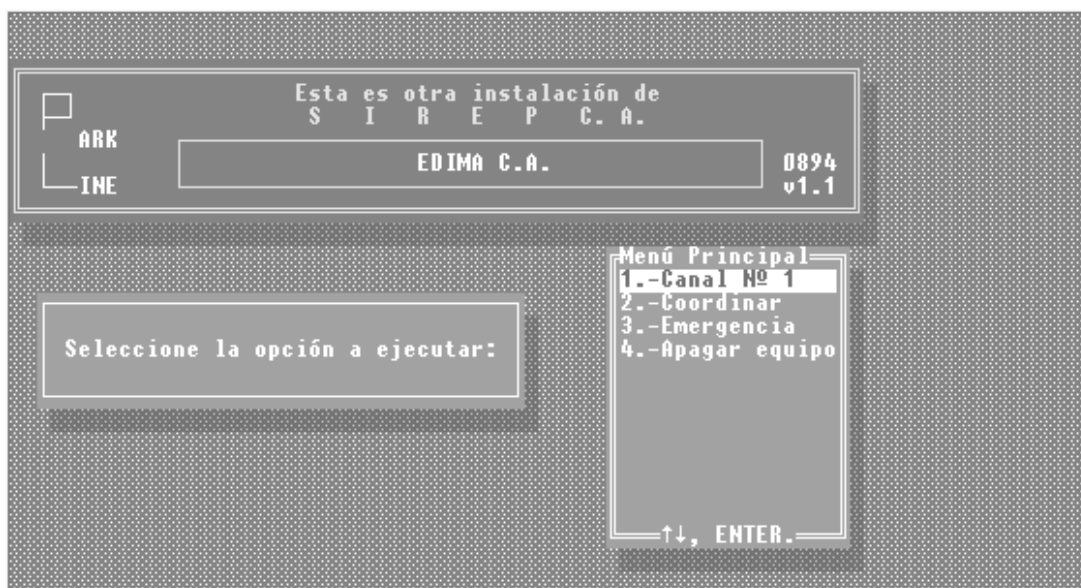 Esta es otra instalación de
S I R E P C. A.
ARK
EDIMA C.A.
0894
INE
v1.1
Menú Principal
1.-Canal Nº 1
2.-Coordinar
3.-Emergencia
4.-Apagar equipo
Seleccione la opción a ejecutar:
↑↓, ENTER.